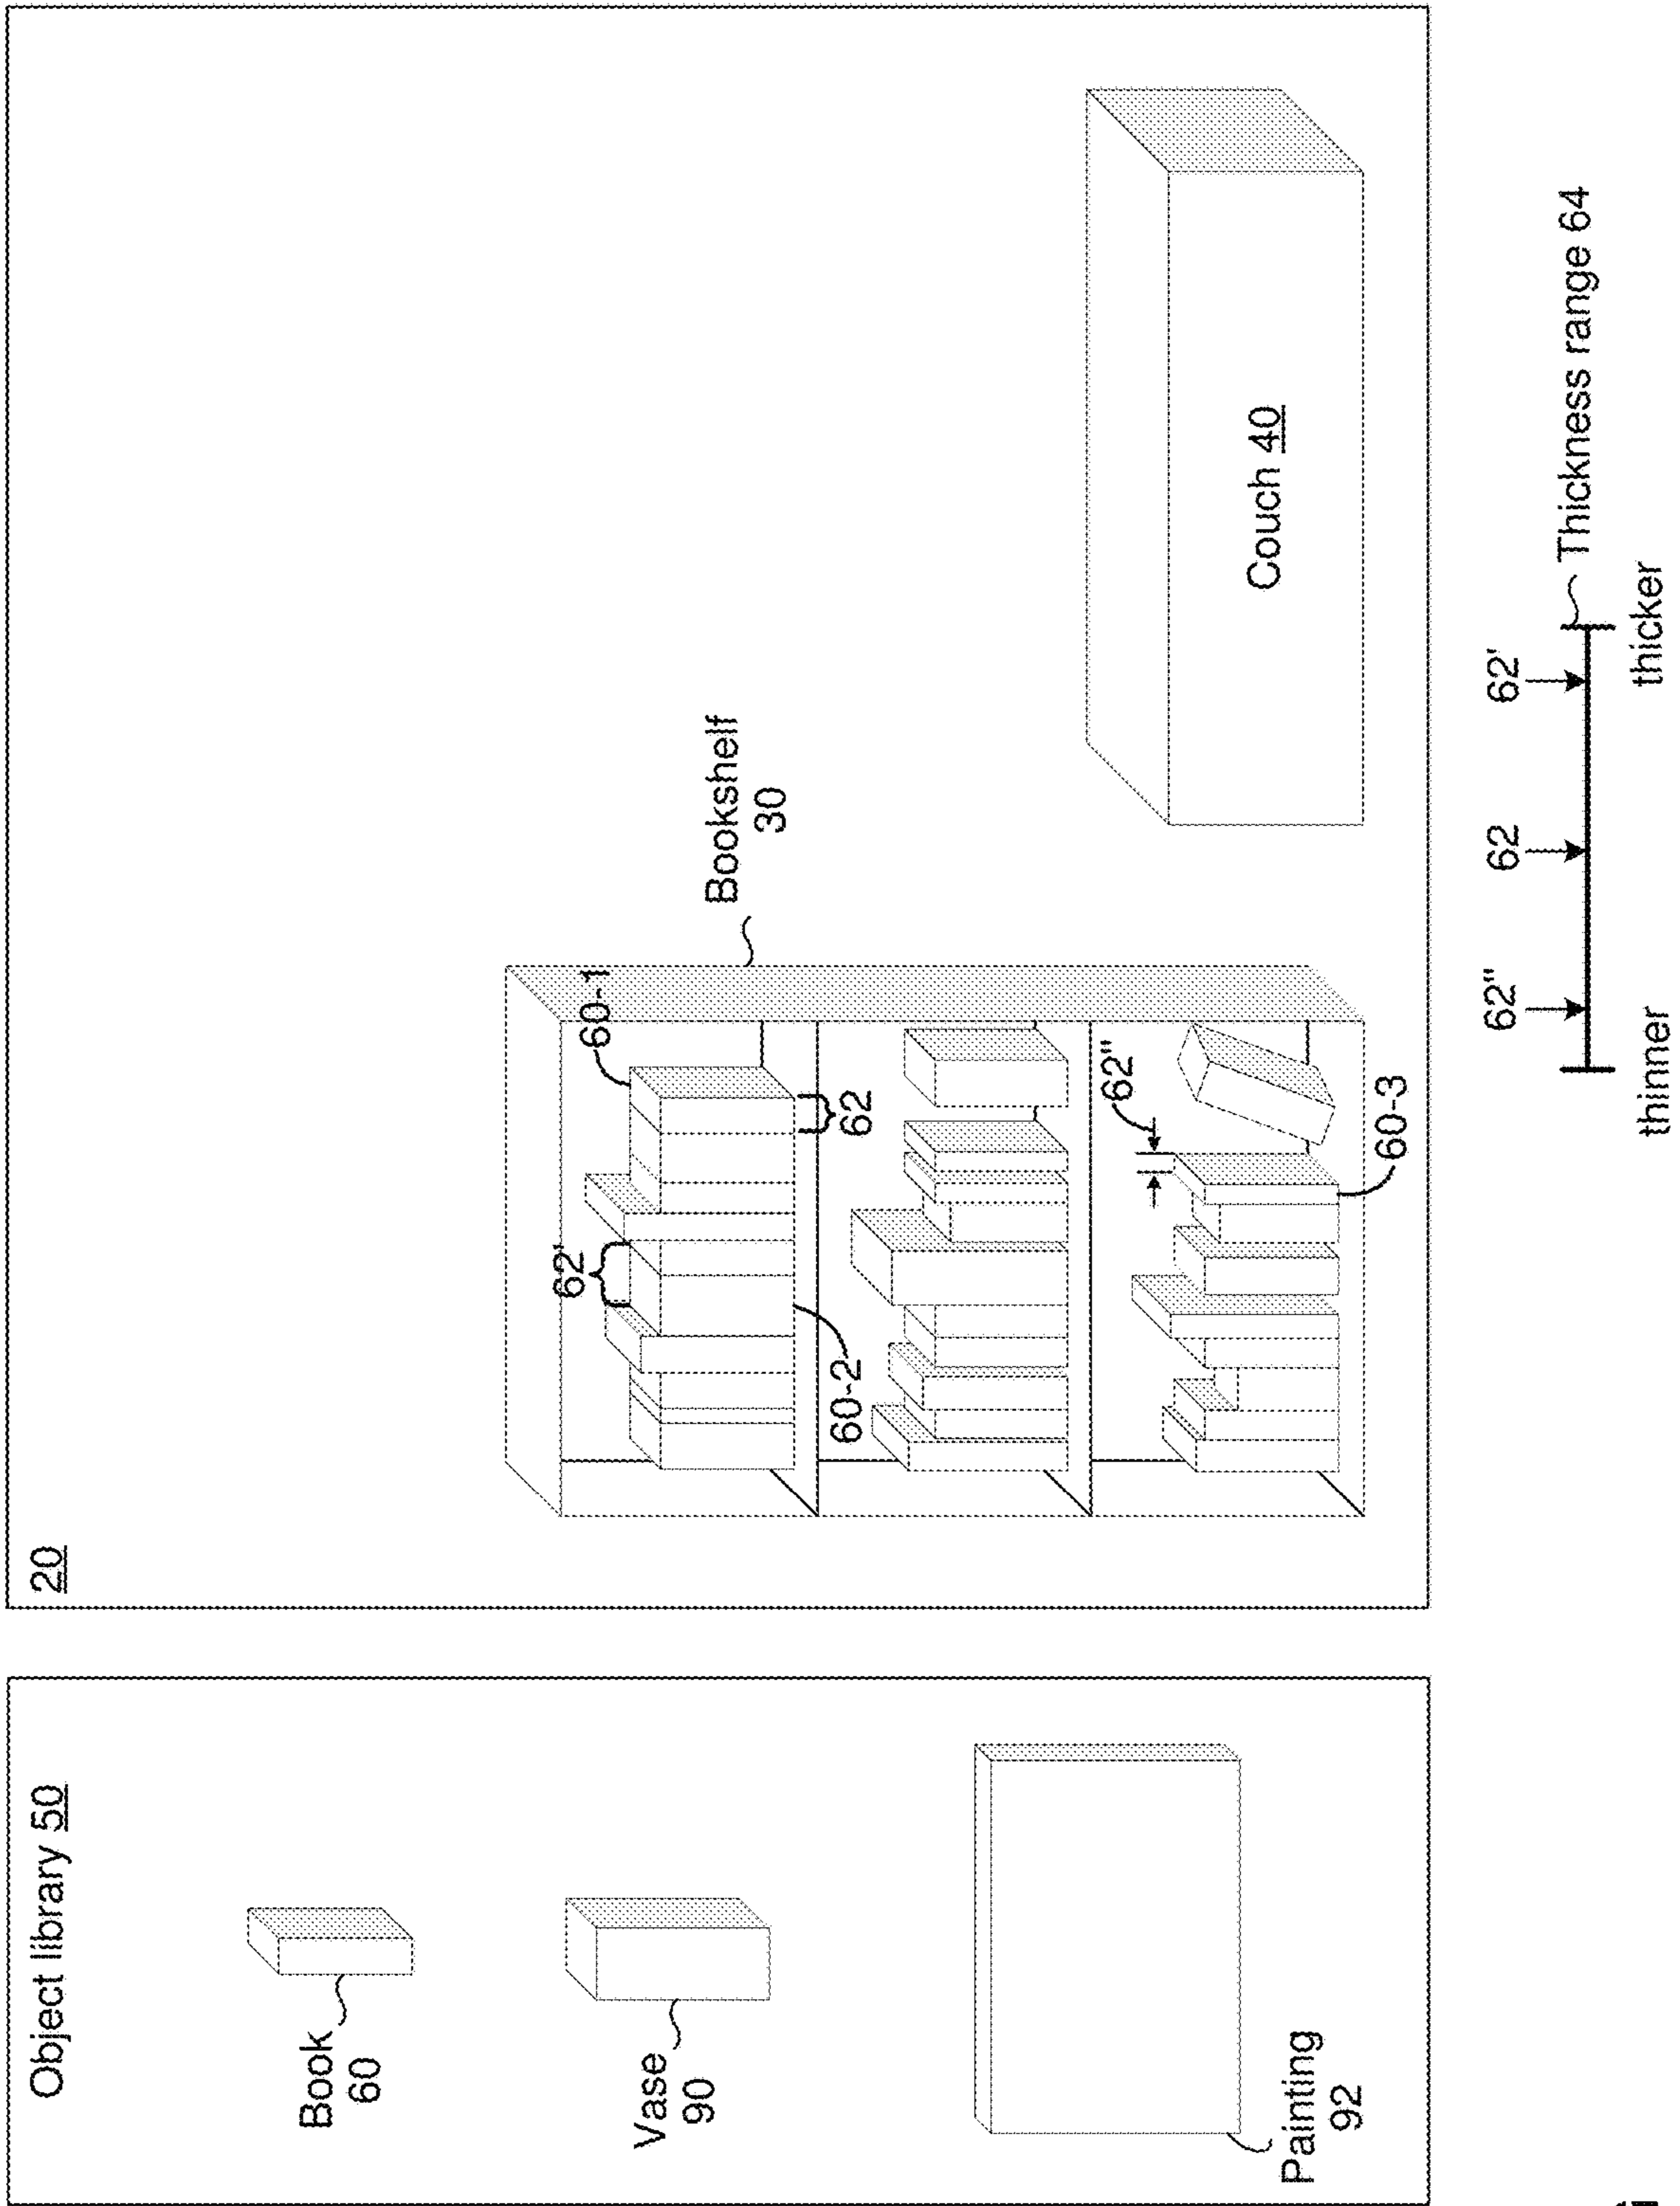 Object library 50
Book
60
Vase
90
Painting
92
20
Bookshelf
30
60-1
62'
62
60-2
62"
60-3
Couch 40
62"
62
62'
Thickness range 64
thinner
thicker